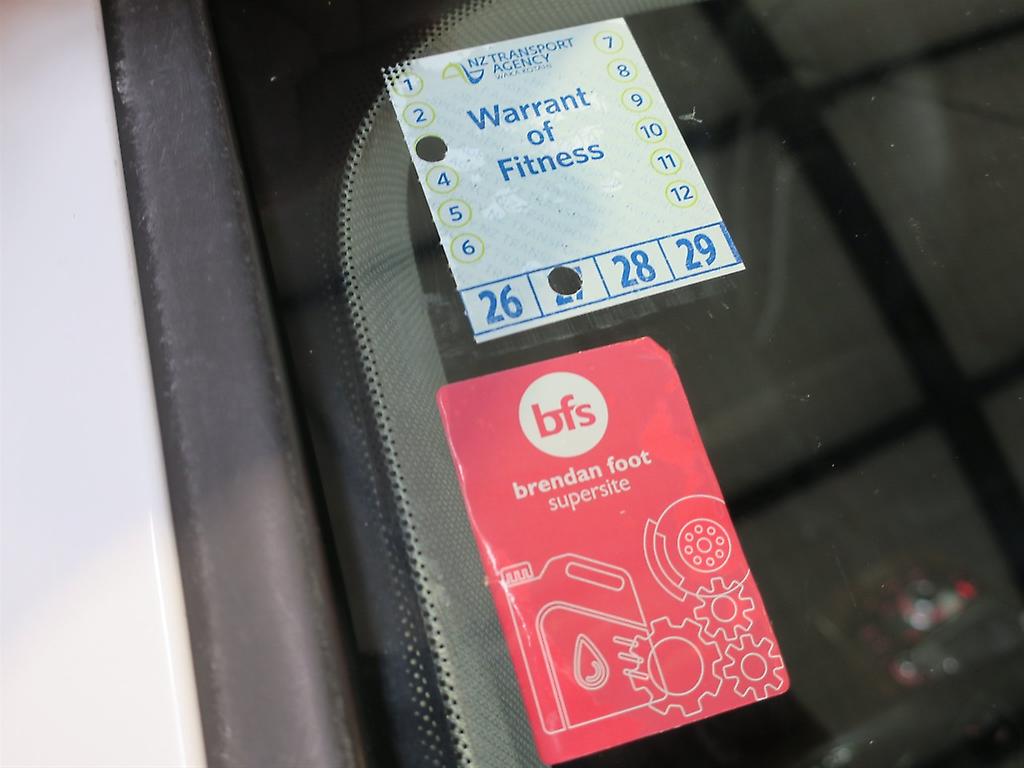 NZ TRANSPORT
AGENCY
WAKA KOTAHI
Warrant
of
Fitness
1
2
4
5
6
7
8
9
10
11
12
26 27 28 29
bfs
brendan foot
supersite